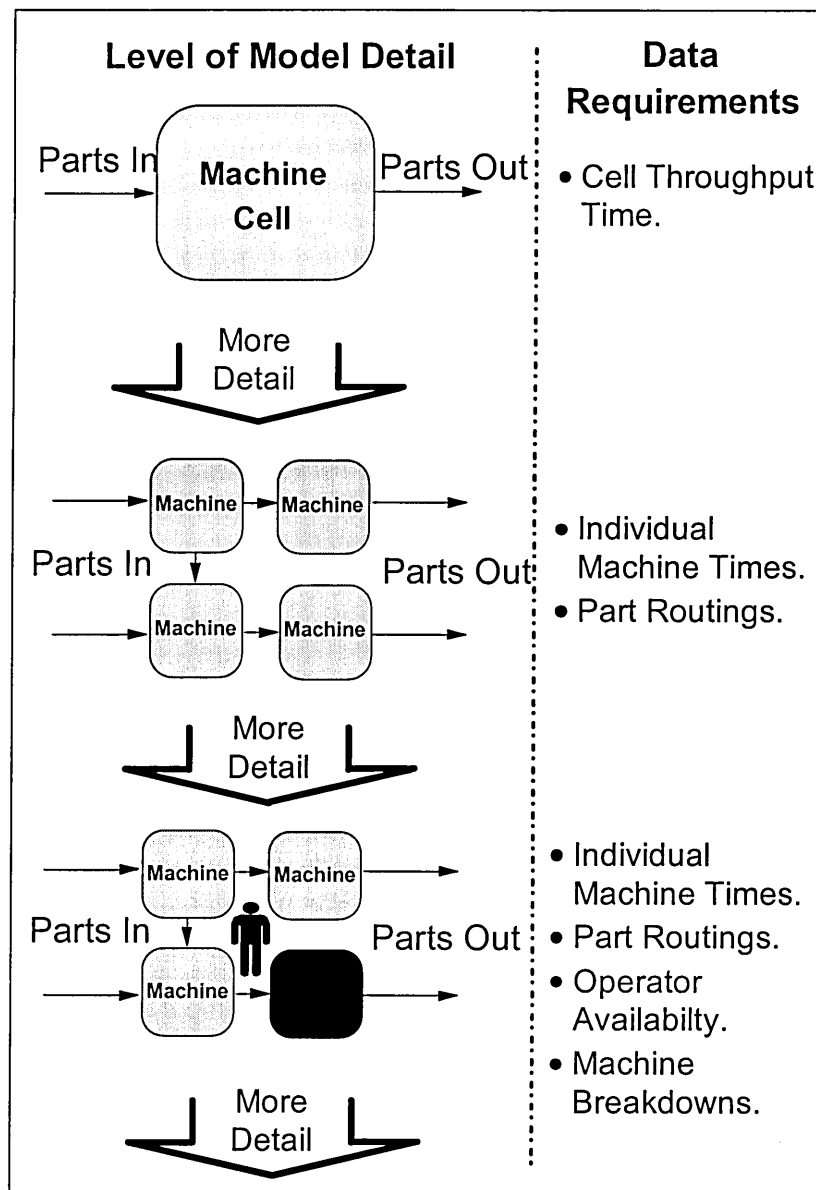 Level of Model Detail
Data
Requirements
Parts In
Machine
Cell
Parts Out
• Cell Throughput
Time.
More
Detail
Machine
Machine
Parts In
Parts Out
Machine
Machine
• Individual
Machine Times.
• Part Routings.
More
Detail
Machine
Machine
Parts In
Parts Out
Machine
• Individual
Machine Times.
• Part Routings.
• Operator
Availabilty.
• Machine
Breakdowns.
More
Detail